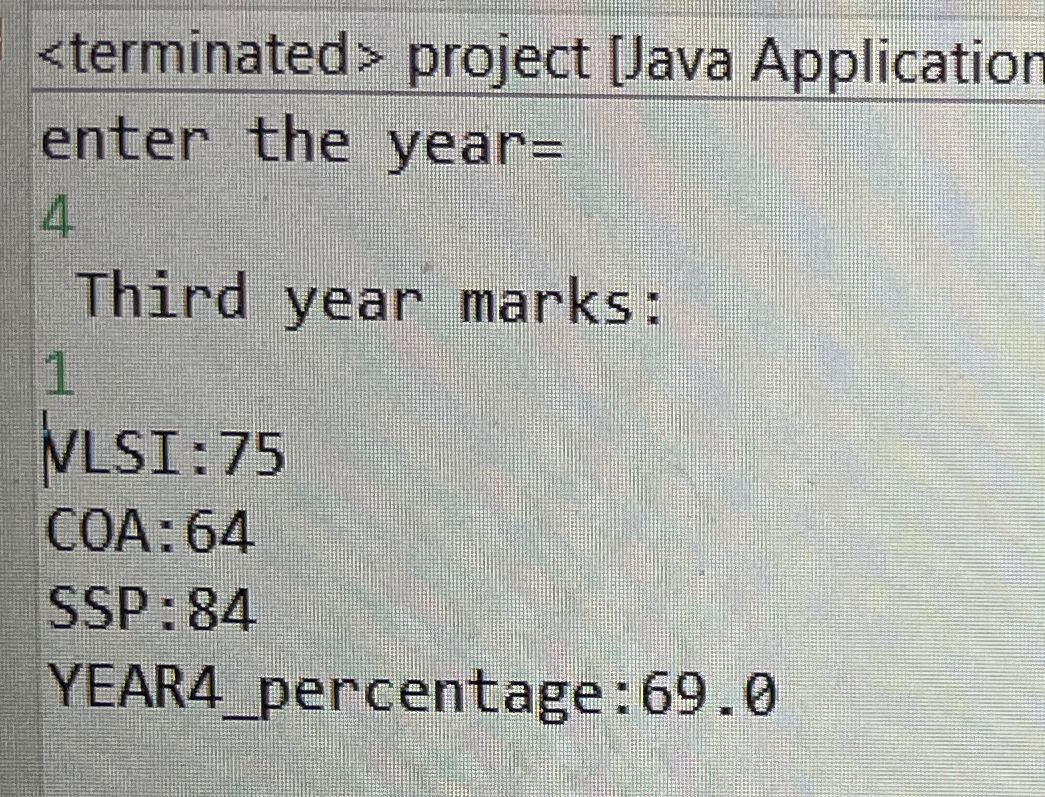 <terminated> project [Java Application
enter the year=
4
Third year marks:
1
VLSI:75
COA:64
SSP:84
YEAR4_percentage:69.0